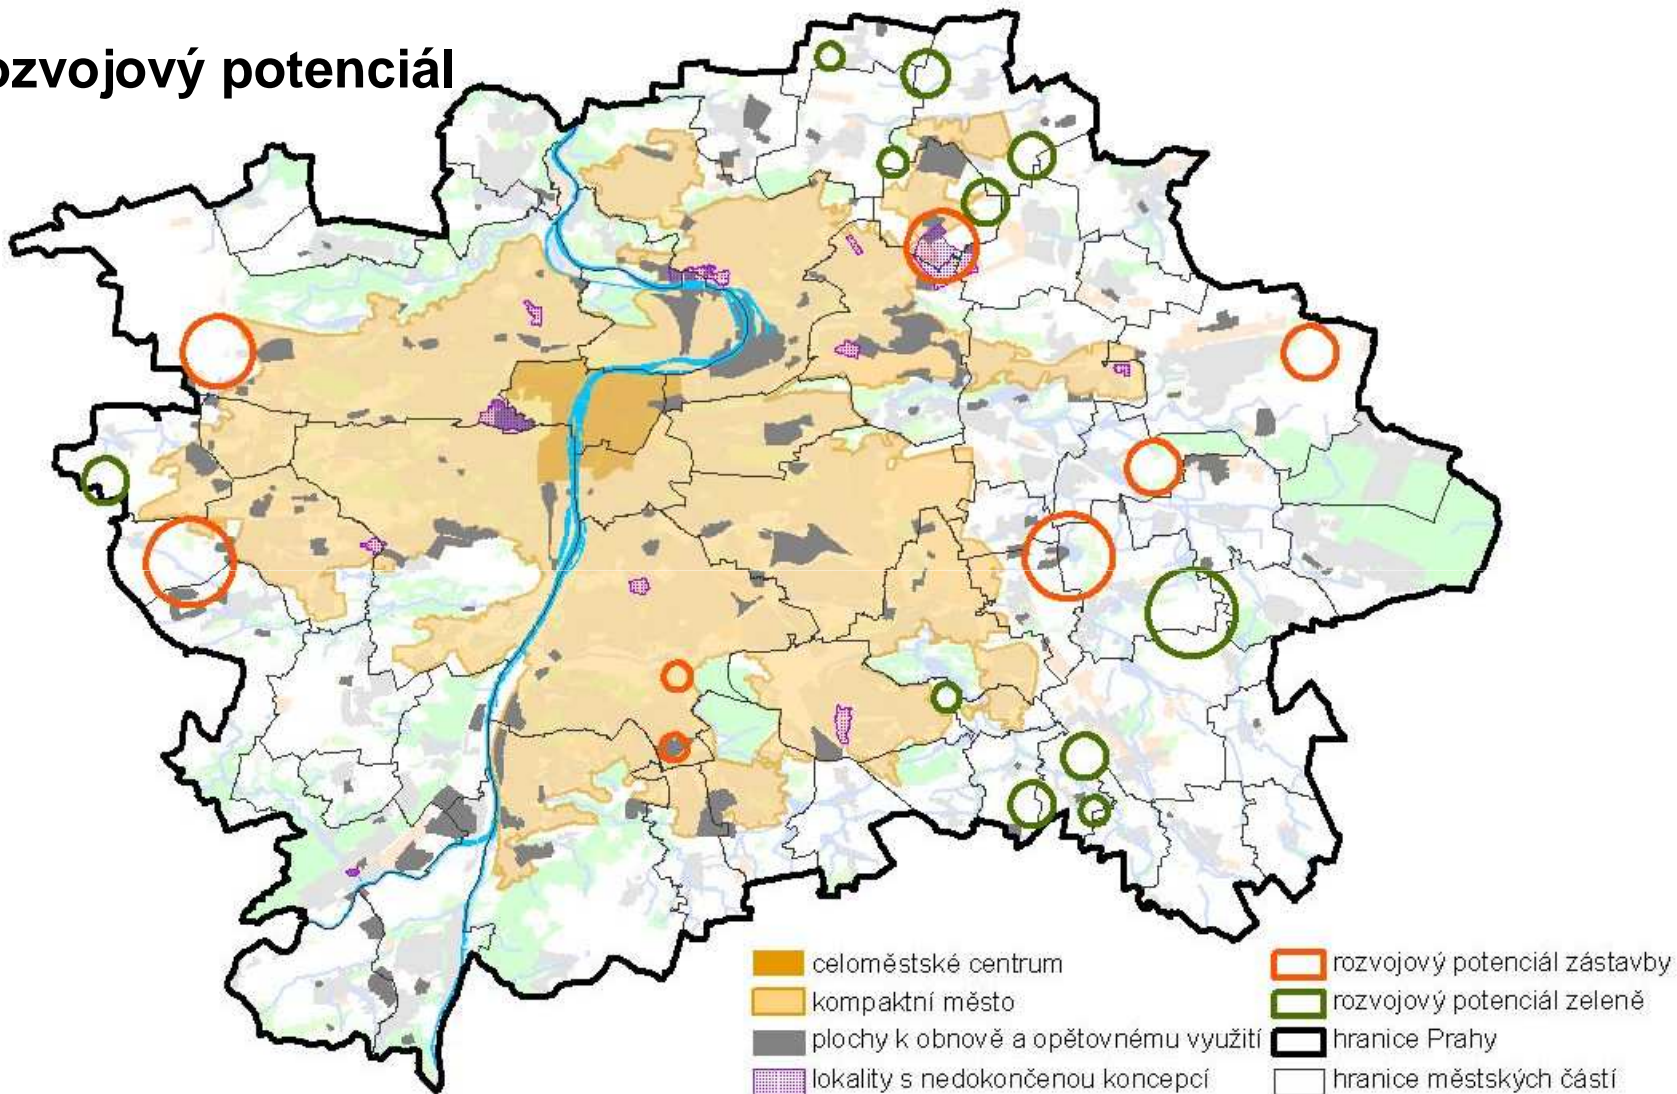 ozvojový potenciál
celoměstské centrum
kompaktní město
plochy k obnově a opětovnému využití
lokality s nedokončenou koncepcí
rozvojový potenciál zástavby
rozvojový potenciál zeleně
hranice Prahy
hranice městských částí